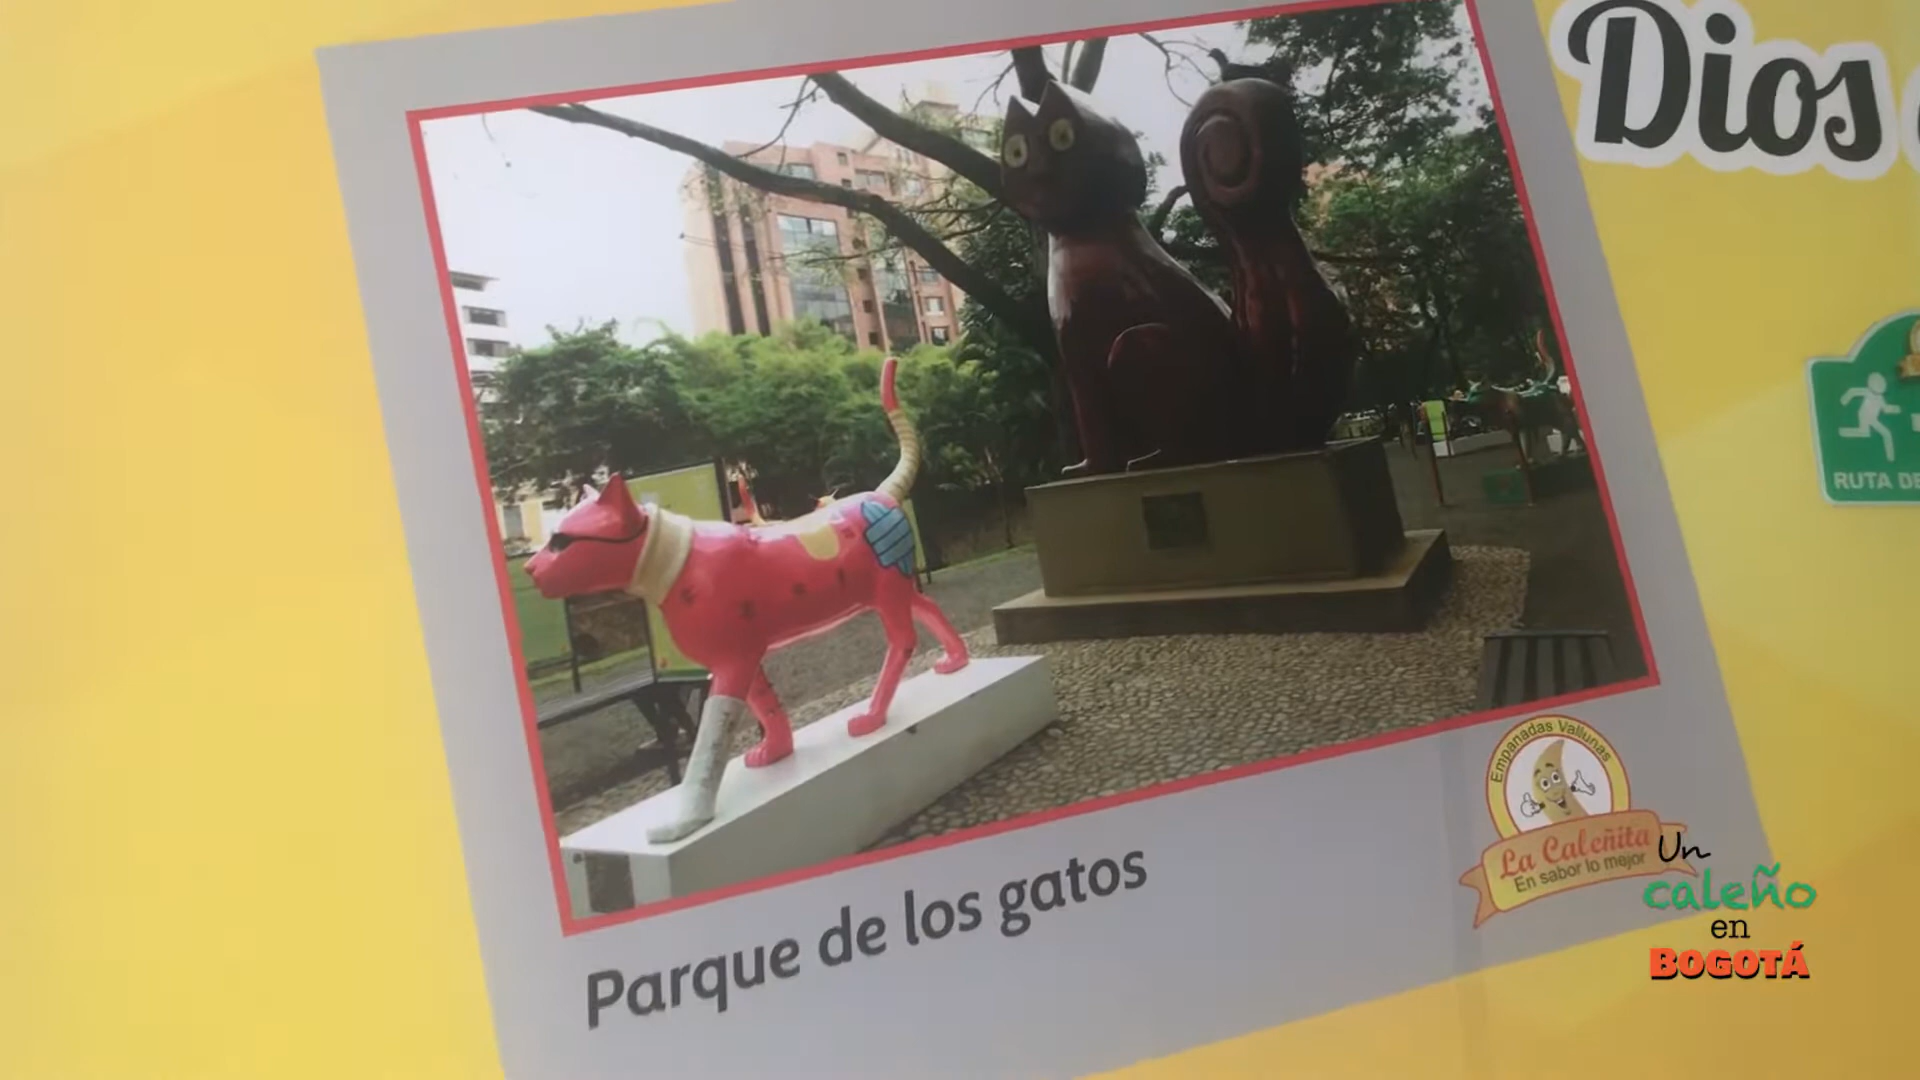 Dios
RUTA DE
Empanadas Vallunas
La Caleñita
En sabor lo mejor
Parque de los gatos
Un
caleño
en
BOGOTÁ